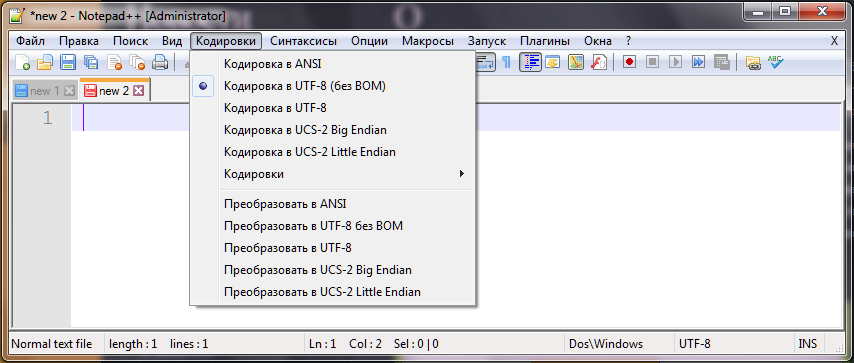 *new 2 - Notepad++ [Administrator]
Файл Правка Поиск Вид Кодировки Синтаксисы Опции Макросы Запуск Плагины Окна ? X
new 1 new 2
1
Кодировка в ANSI
Кодировка в UTF-8 (без BOM)
Кодировка в UTF-8
Кодировка в UCS-2 Big Endian
Кодировка в UCS-2 Little Endian
Кодировки
Преобразовать в ANSI
Преобразовать в UTF-8 без BOM
Преобразовать в UTF-8
Преобразовать в UCS-2 Big Endian
Преобразовать в UCS-2 Little Endian
Normal text file length : 1 lines : 1 Ln : 1 Col : 2 Sel : 0 | 0 Dos\Windows UTF-8 INS